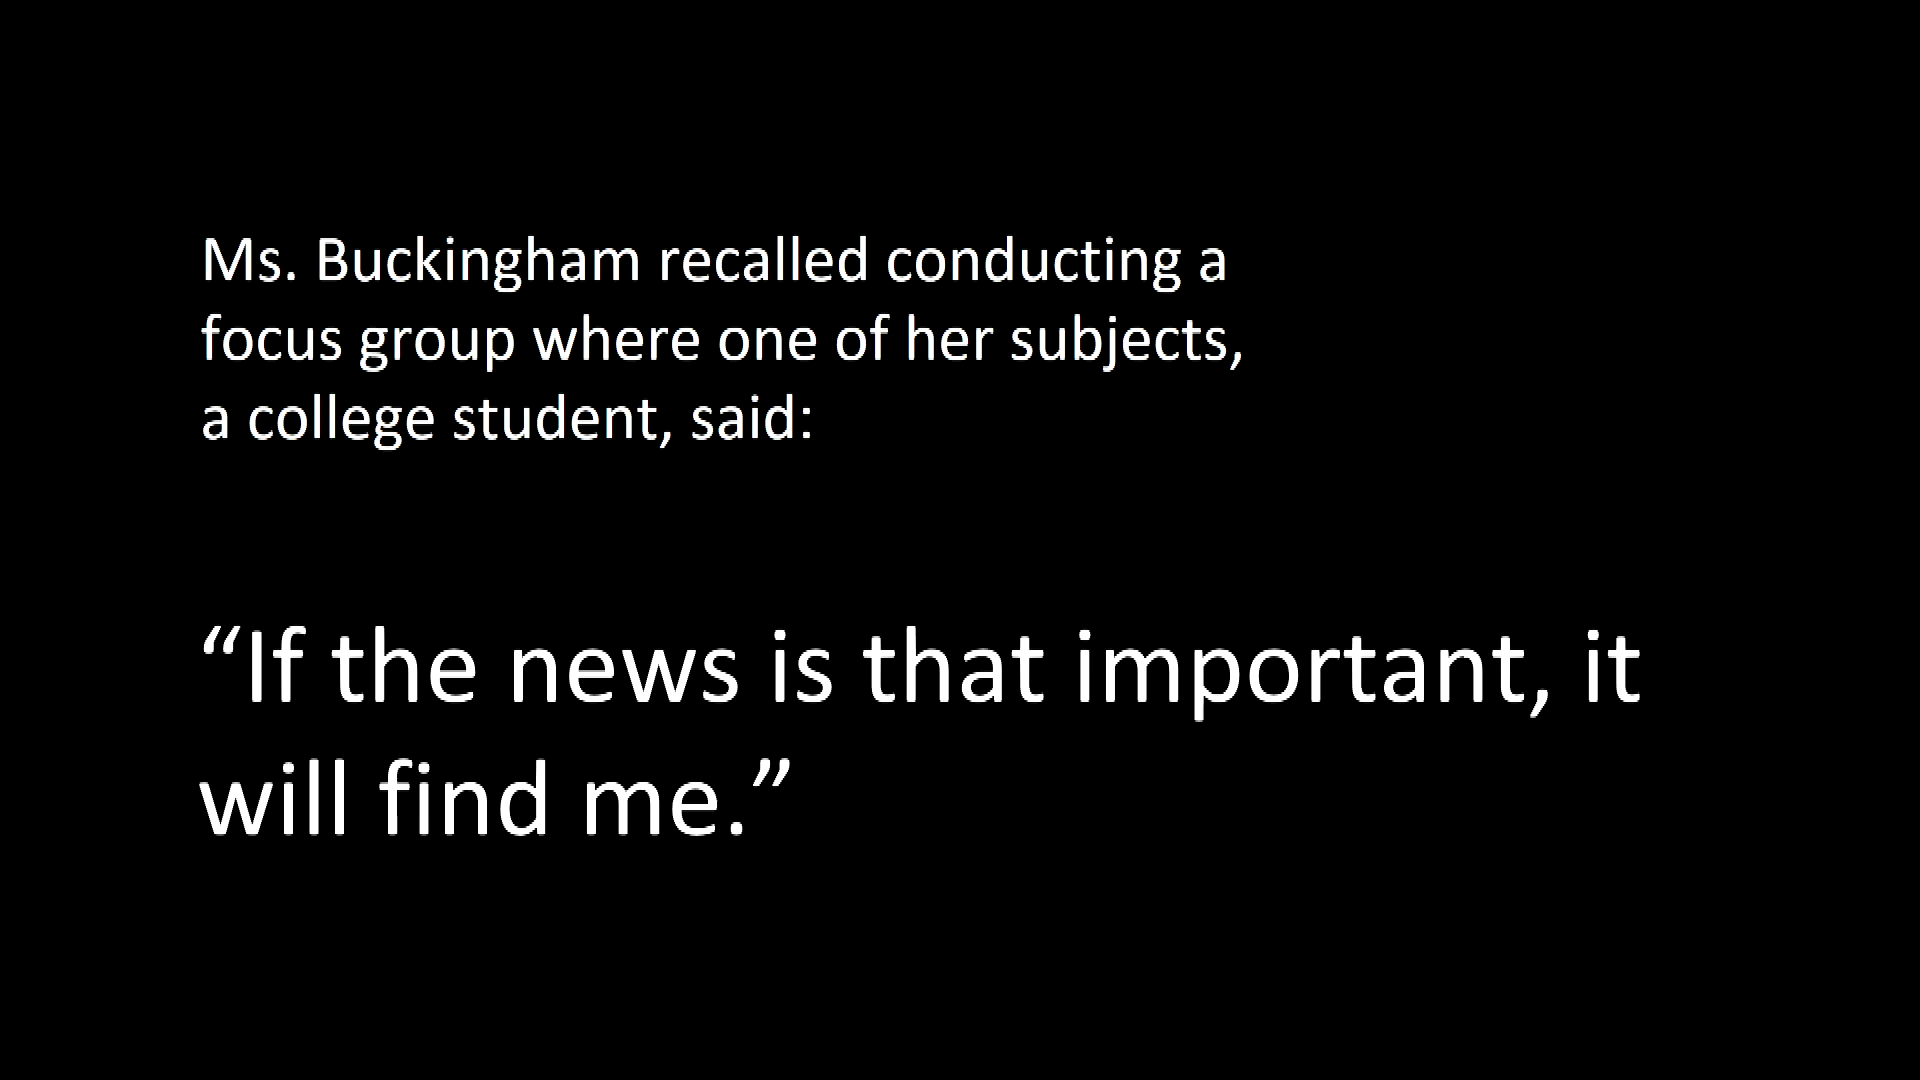 Ms. Buckingham recalled conducting a
focus group where one of her subjects,
a college student, said:
“If the news is that important, it
will find me.”